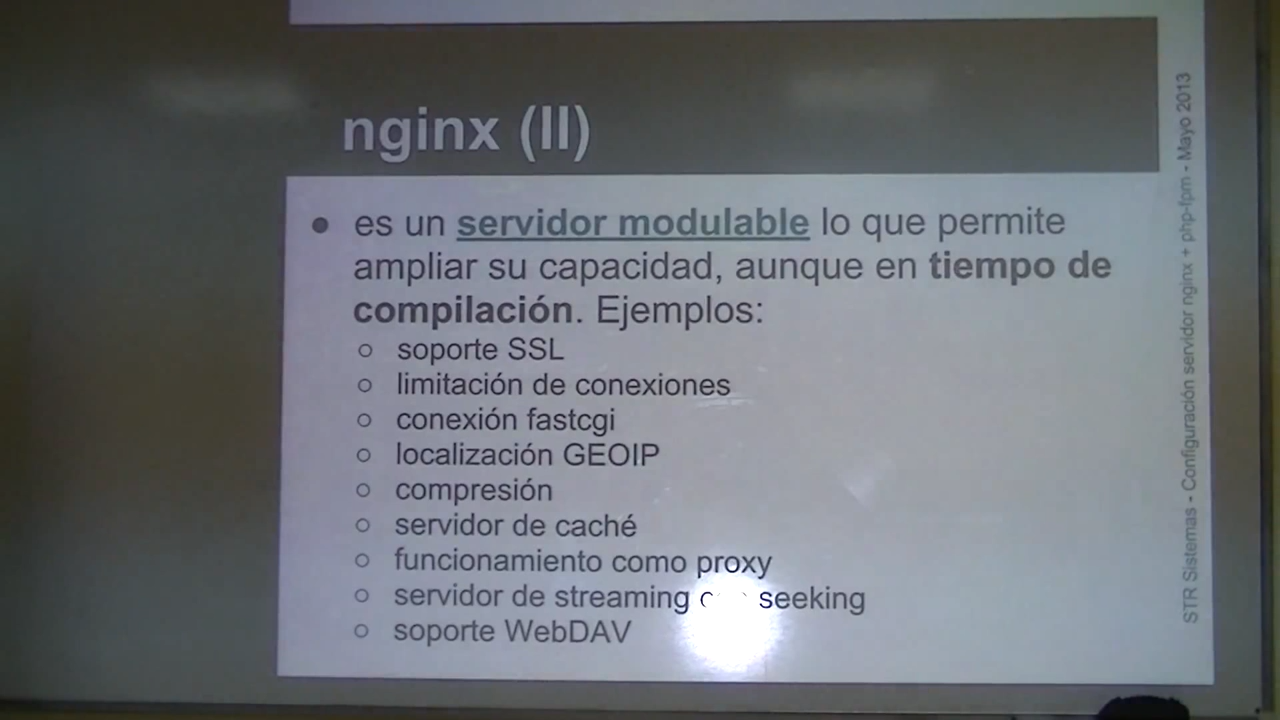 nginx (II)
es un servidor modulable lo que permite
ampliar su capacidad, aunque en tiempo de
compilación. Ejemplos:
soporte SSL
limitación de conexiones
conexión fastcgi
localización GEOIP
compresión
servidor de caché
funcionamiento como proxy
servidor de streaming seeking
soporte WebDAV
STR Sistemas - Configuración servidor nginx + php-fpm - Mayo 2013